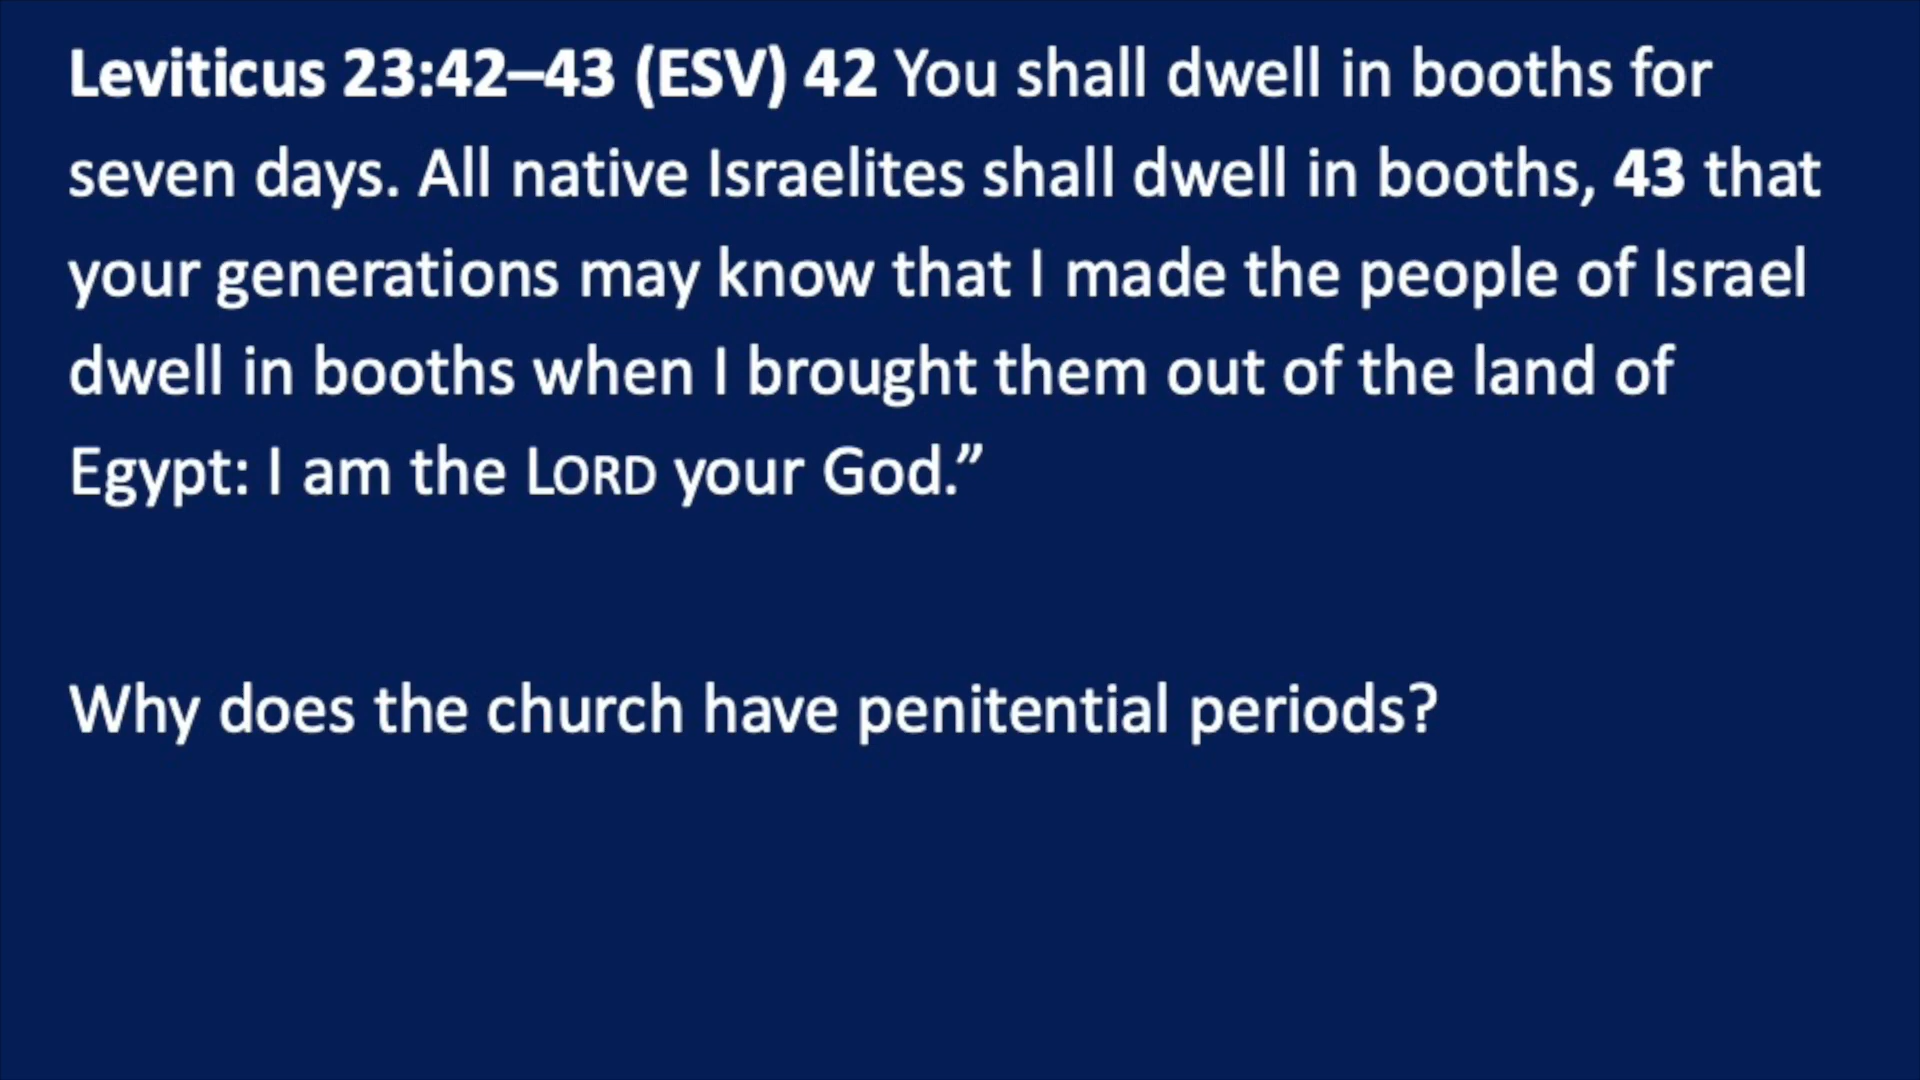 Leviticus 23:42–43 (ESV) 42 You shall dwell in booths for
seven days. All native Israelites shall dwell in booths, 43 that
your generations may know that I made the people of Israel
dwell in booths when I brought them out of the land of
Egypt: I am the LORD your God.”
Why does the church have penitential periods?